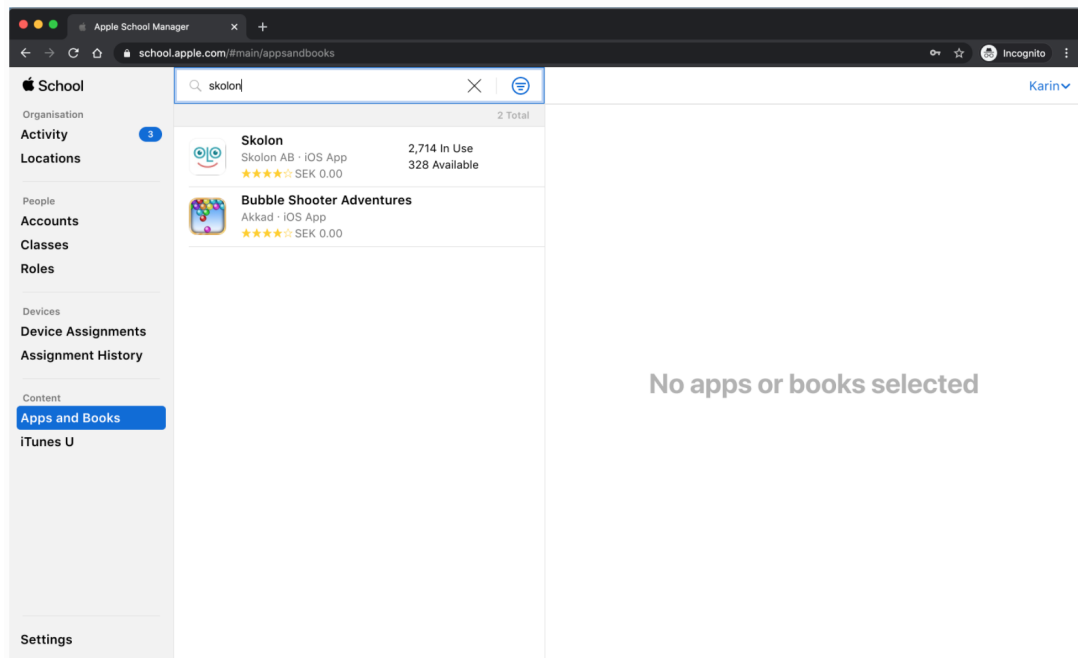 Apple School Manager
school.apple.com/#main/appsandbooks
Incognito
School
Organisation
Activity 3
Locations
People
Accounts
Classes
Roles
Devices
Device Assignments
Assignment History
Content
Apps and Books
iTunes U
Settings
skolon
2 Total
Skolon
Skolon AB · iOS App
SEK 0.00
2,714 In Use
328 Available
Bubble Shooter Adventures
Akkad · iOS App
SEK 0.00
Karin
No apps or books selected